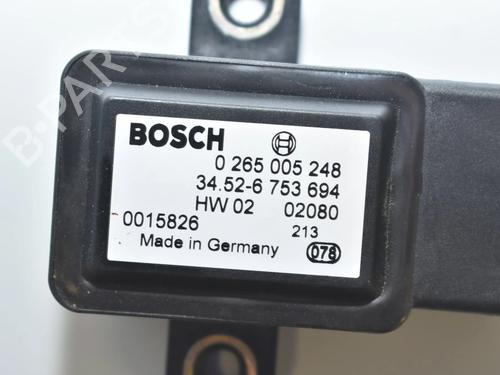 B-PARTS
BOSCH
0 265 005 248
34.52-6 753 694
HW 02 02080
0015826 213
Made in Germany 078